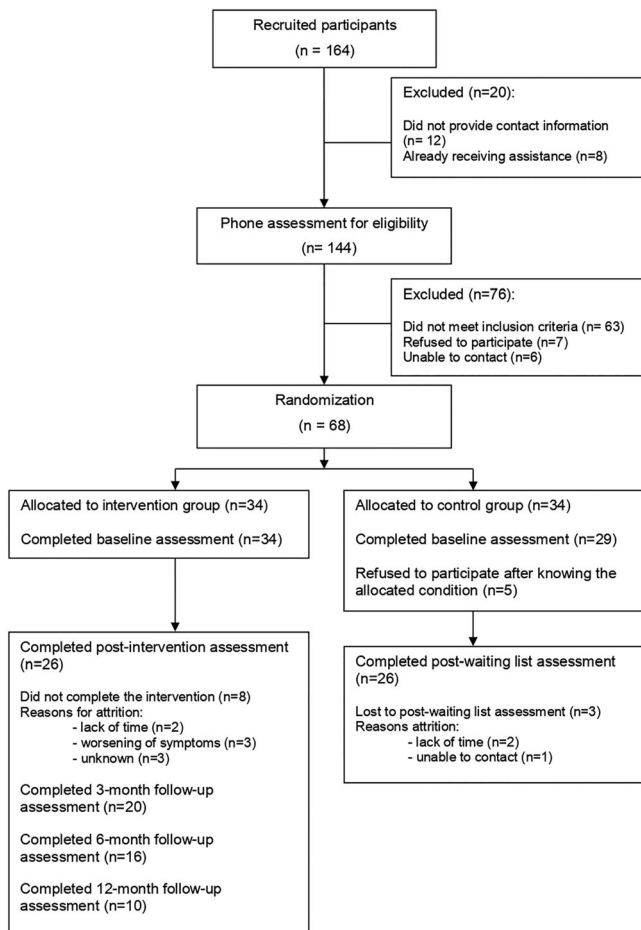 Recruited participants
(n = 164)
Excluded (n=20):
Did not provide contact information
(n= 12)
Already receiving assistance (n=8)
Phone assessment for eligibility
(n= 144)
Excluded (n=76):
Did not meet inclusion criteria (n= 63)
Refused to participate (n=7)
Unable to contact (n=6)
Randomization
(n = 68)
Allocated to intervention group (n=34)
Completed baseline assessment (n=34)
Allocated to control group (n=34)
Completed baseline assessment (n=29)
Refused to participate after knowing the
allocated condition (n=5)
Completed post-intervention assessment
(n=26)
Did not complete the intervention (n=8)
Reasons for attrition:
- lack of time (n=2)
- worsening of symptoms (n=3)
- unknown (n=3)
Completed 3-month follow-up
assessment (n=20)
Completed 6-month follow-up
assessment (n=16)
Completed 12-month follow-up
assessment (n=10)
Completed post-waiting list assessment
(n=26)
Lost to post-waiting list assessment (n=3)
Reasons attrition:
- lack of time (n=2)
- unable to contact (n=1)